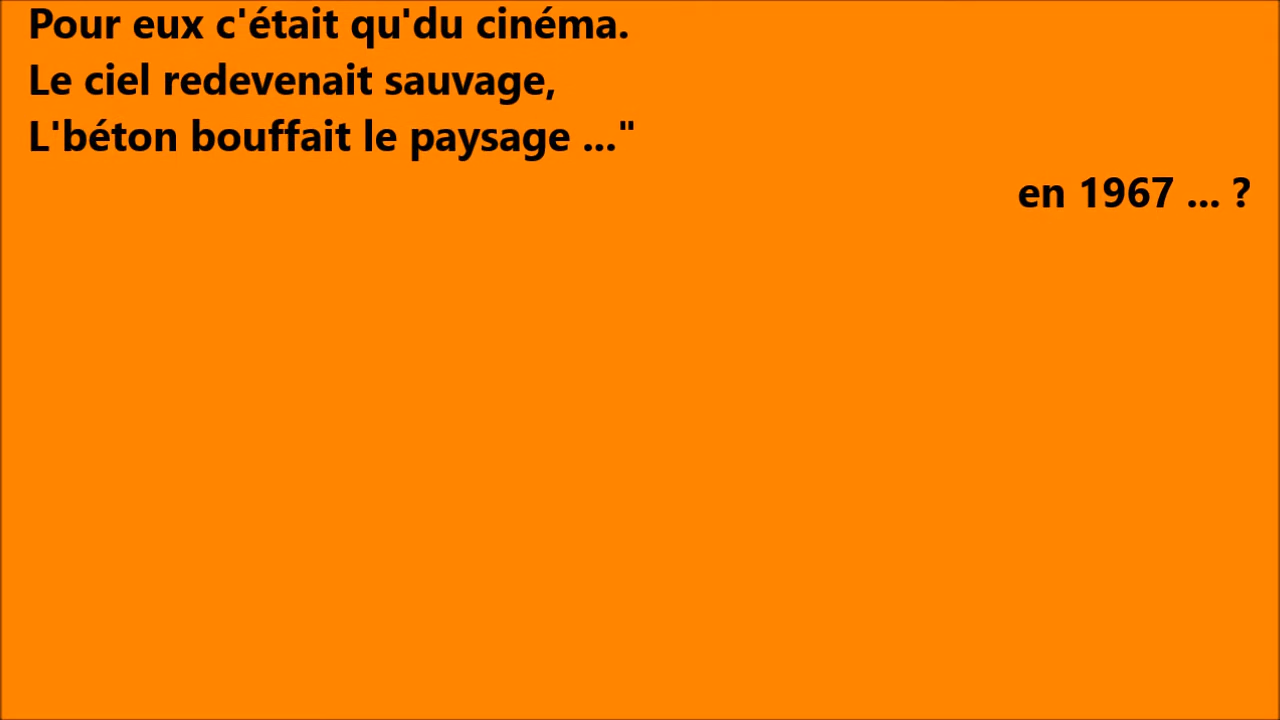 Pour eux c'était qu'du cinéma.
Le ciel redevenait sauvage,
L'béton bouffait le paysage ..."
en 1967 ... ?